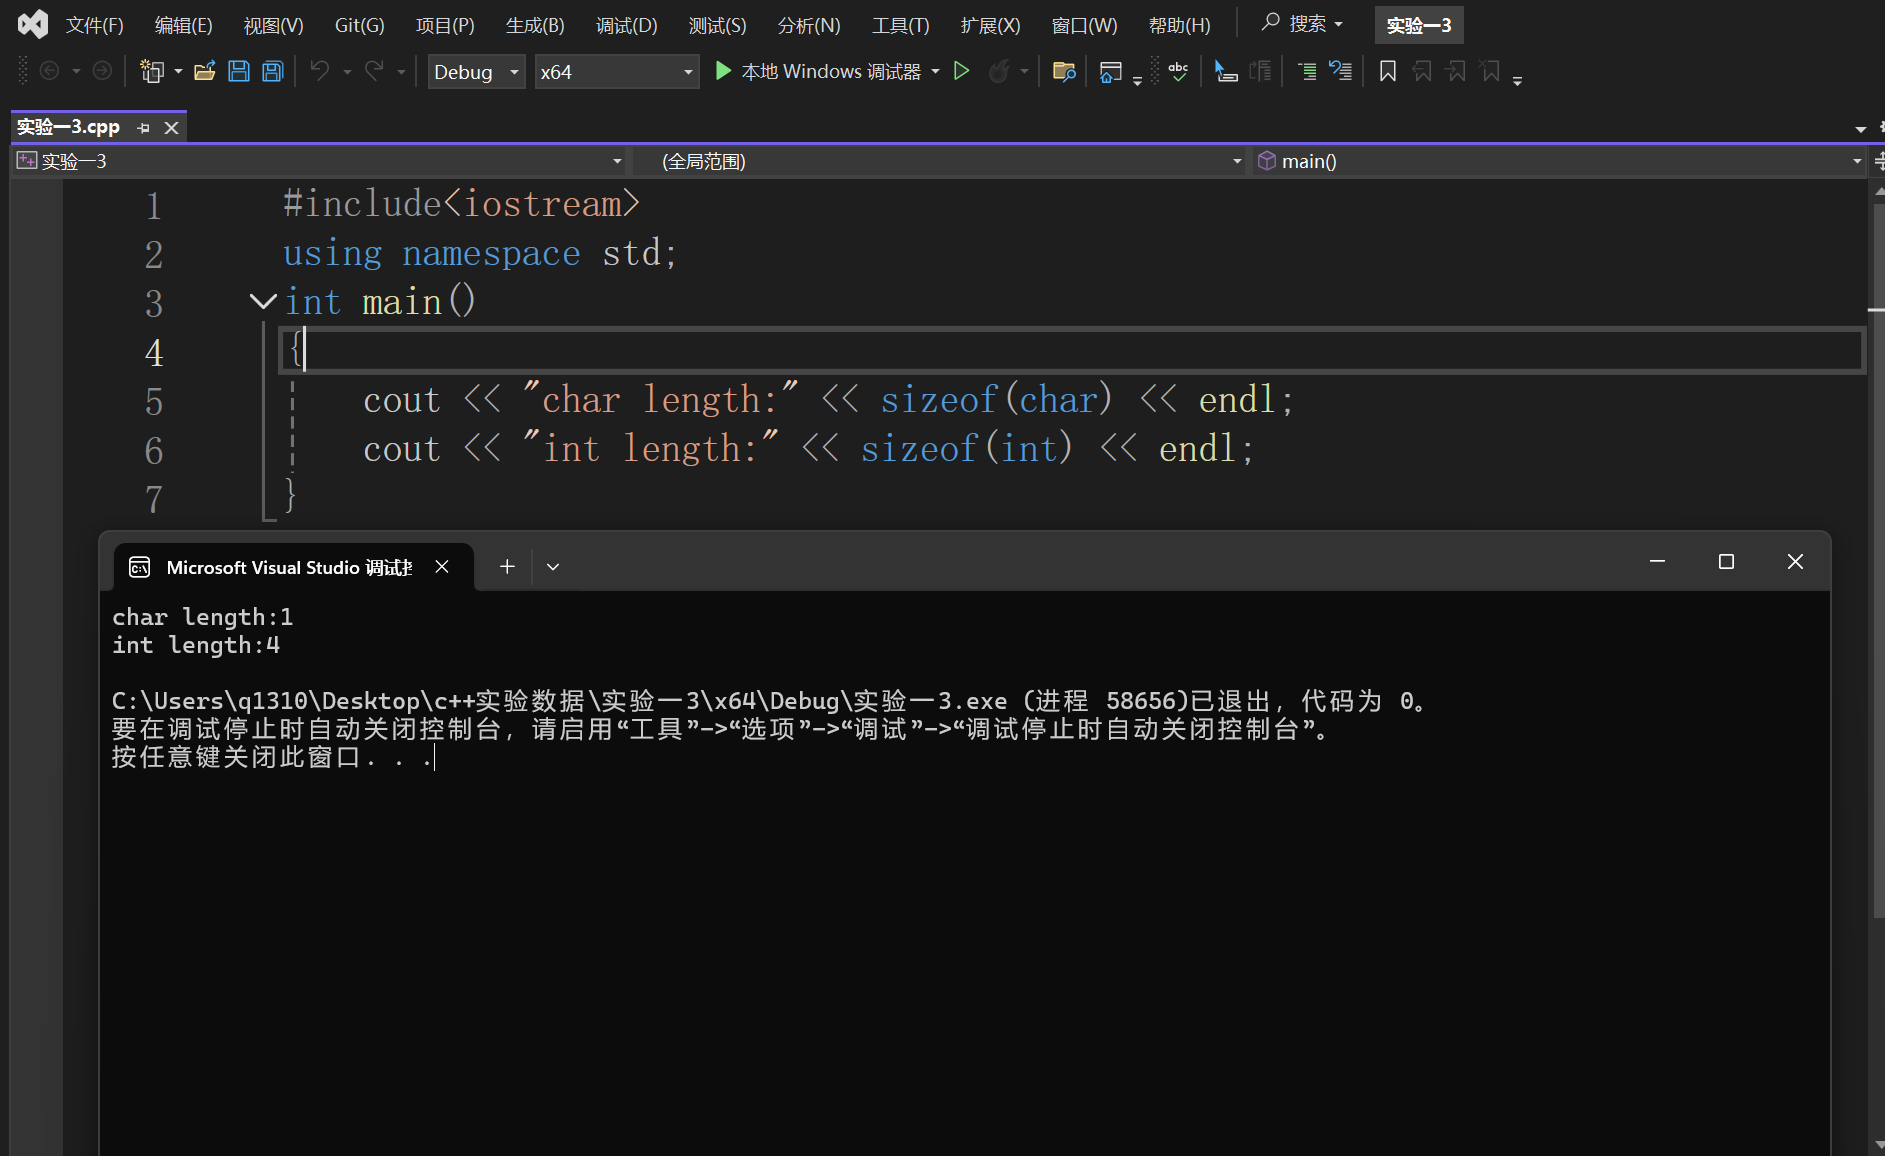 文件(F) 编辑(E) 视图(V) Git(G) 项目(P) 生成(B) 调试(D) 测试(S) 分析(N) 工具(T) 扩展(X) 窗口(W) 帮助(H) 搜索 实验一3
Debug x64 本地 Windows 调试器 abc
实验一3.cpp
实验一3 (全局范围) main()
1 #include<iostream>
2 using namespace std;
3 int main()
4 {
5 cout << "char length:" << sizeof(char) << endl;
6 cout << "int length:" << sizeof(int) << endl;
7 }
Microsoft Visual Studio 调试
char length:1
int length:4
C:\Users\q1310\Desktop\c++实验数据\实验一3\x64\Debug\实验一3.exe (进程 58656)已退出，代码为 0。
要在调试停止时自动关闭控制台，请启用“工具”->“选项”->“调试”->“调试停止时自动关闭控制台”。
按任意键关闭此窗口. . .